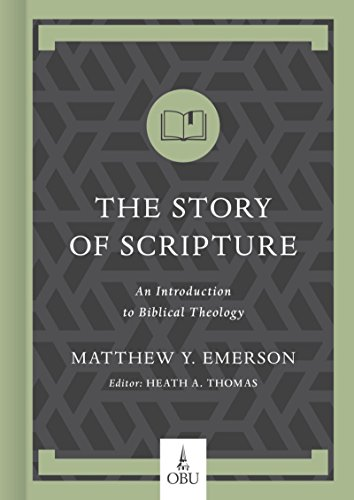 THE STORY
OF SCRIPTURE
An Introduction
to Biblical Theology
MATTHEW Y. EMERSON
Editor: HEATH A. THOMAS
OBU